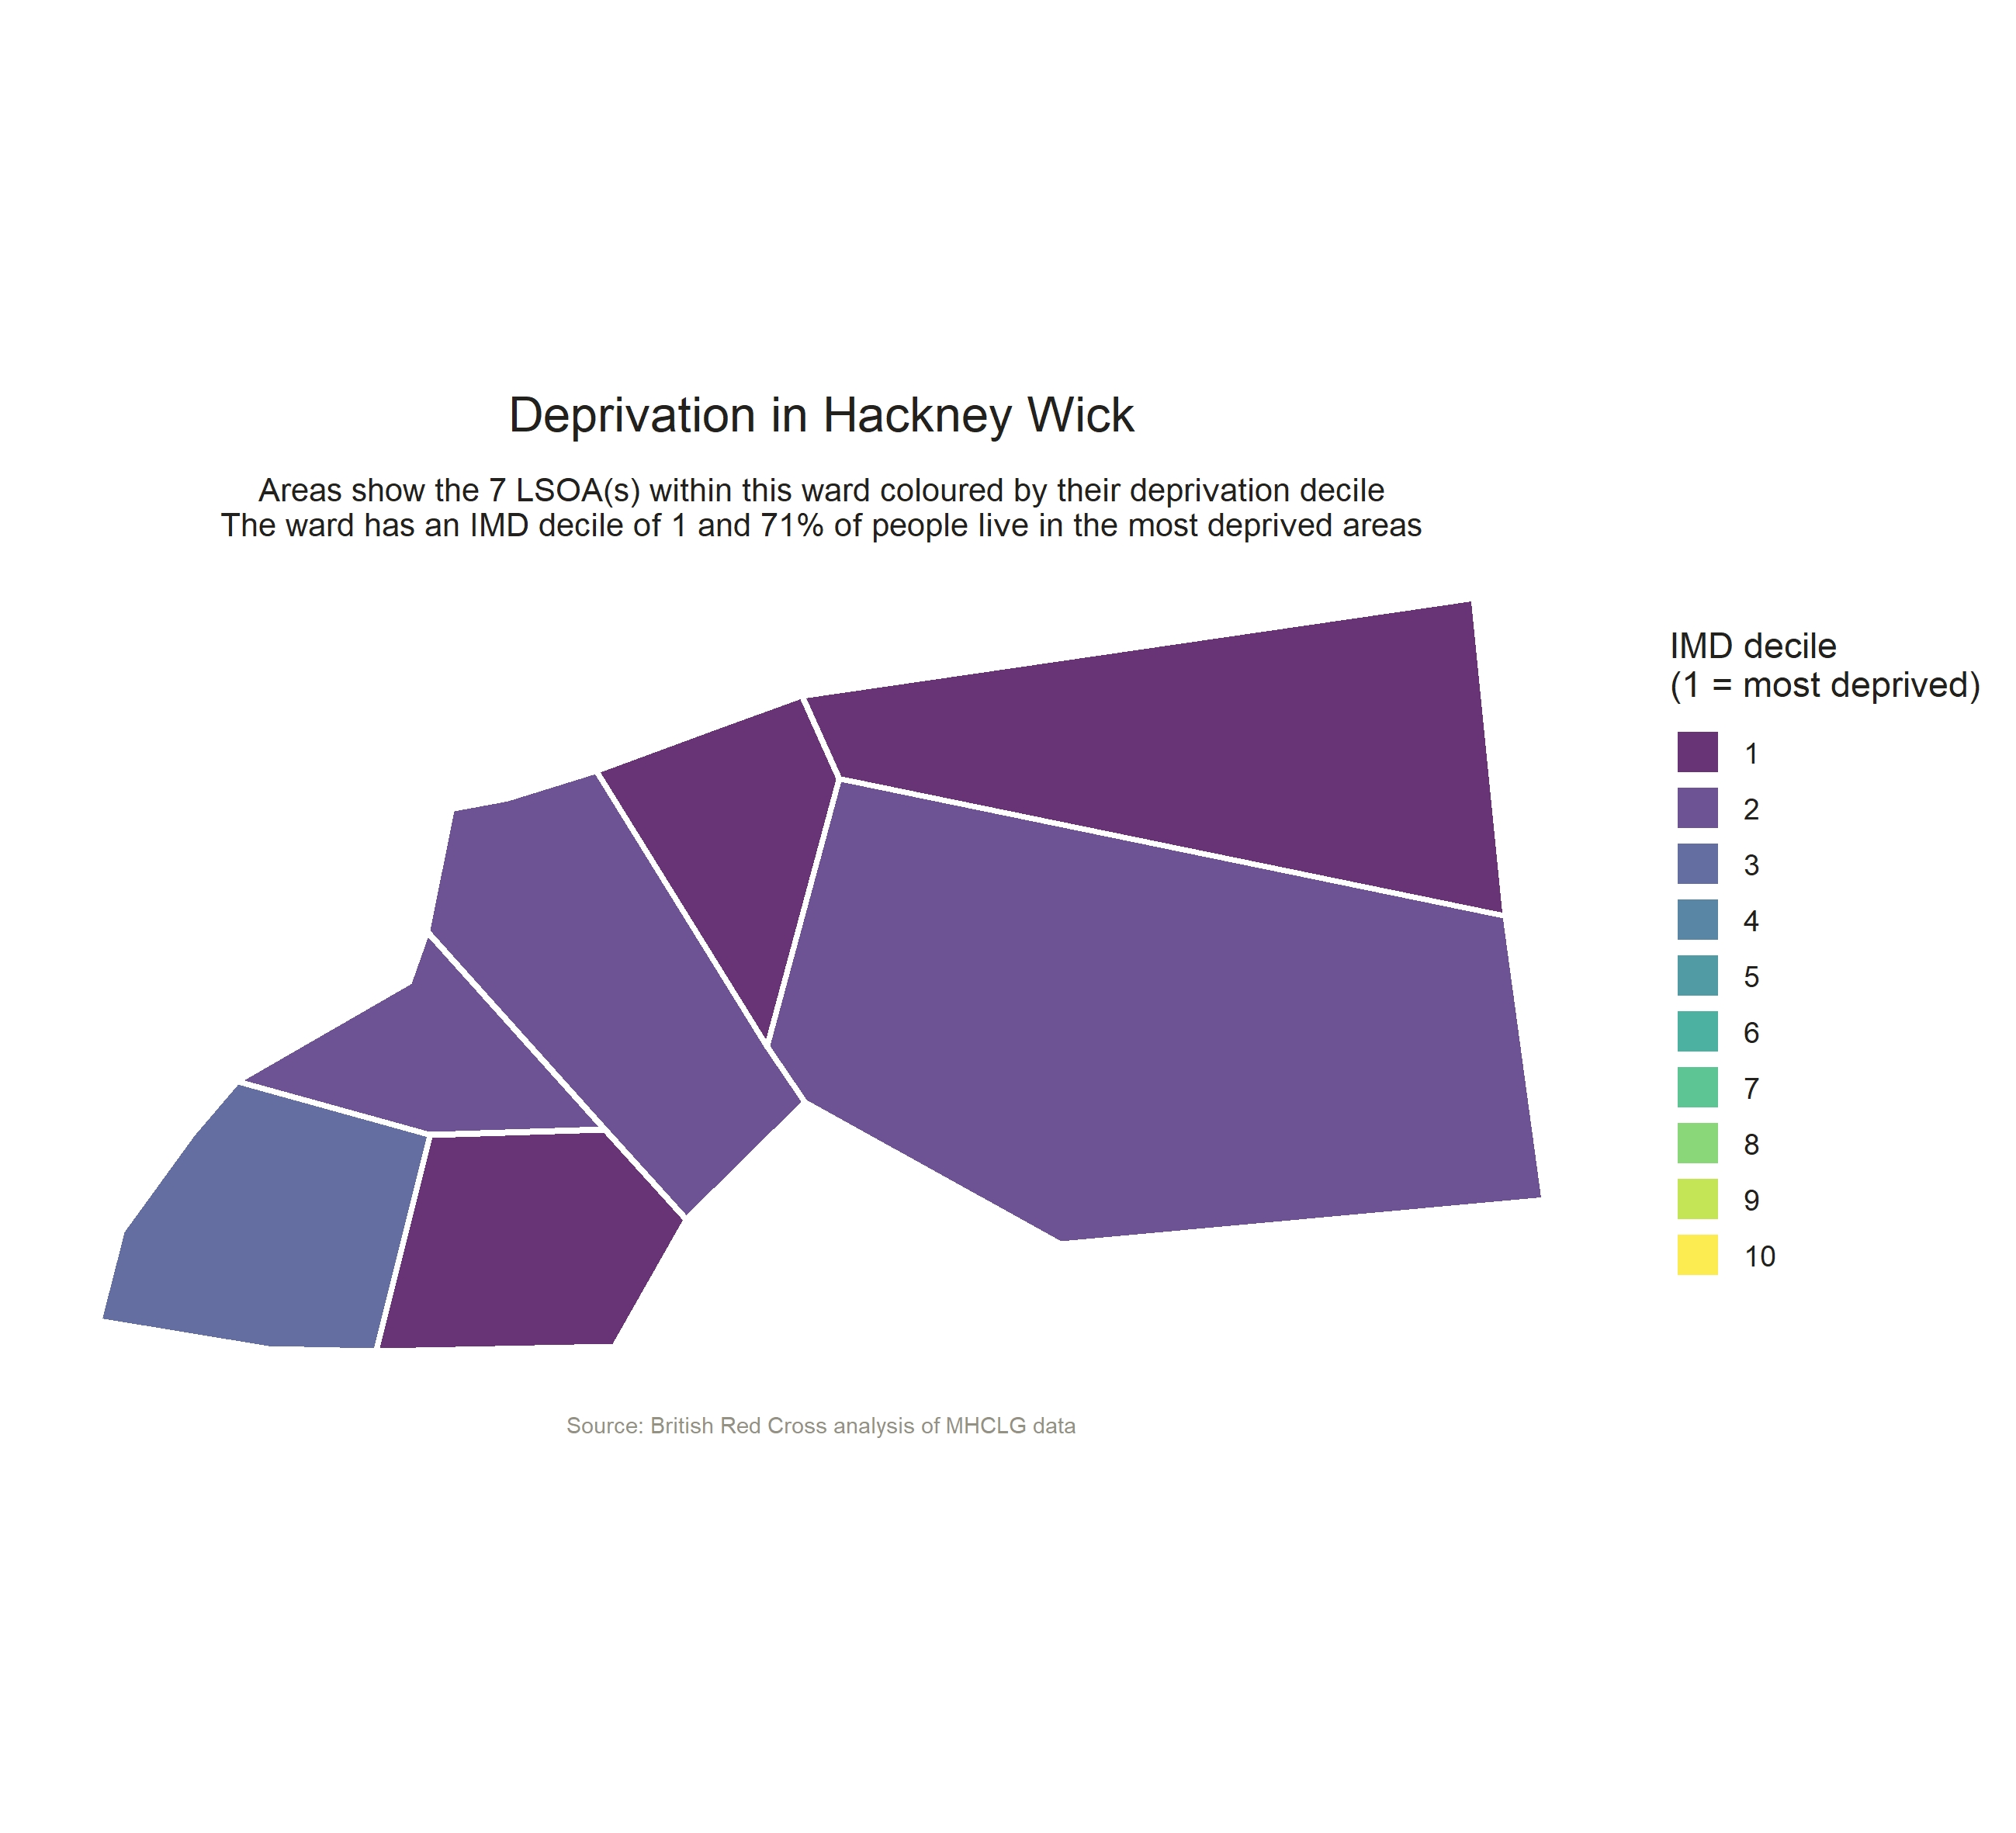 Deprivation in Hackney Wick
Areas show the 7 LSOA(s) within this ward coloured by their deprivation decile
The ward has an IMD decile of 1 and 71% of people live in the most deprived areas
IMD decile
(1 = most deprived)
1
2
3
4
5
6
7
8
9
10
Source: British Red Cross analysis of MHCLG data